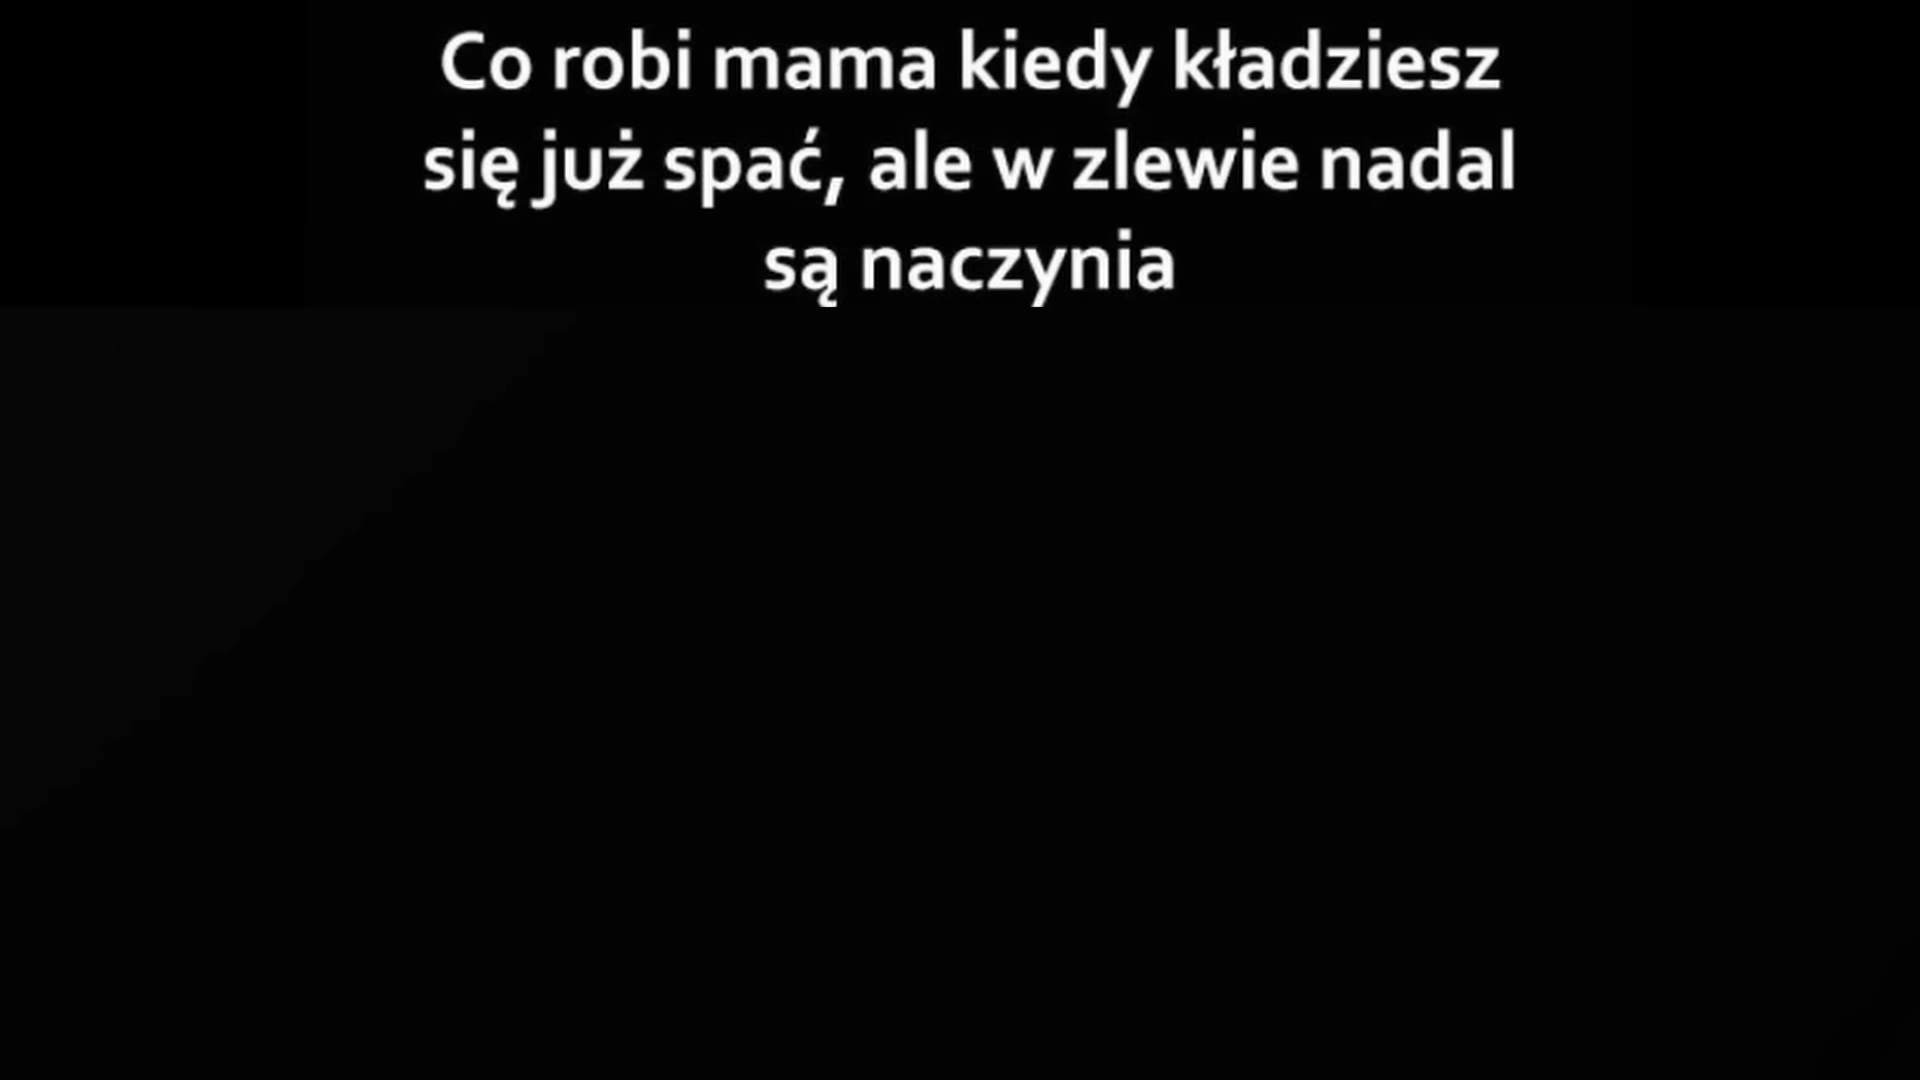 Co robi mama kiedy kładziesz
się już spać, ale w zlewie nadal
są naczynia